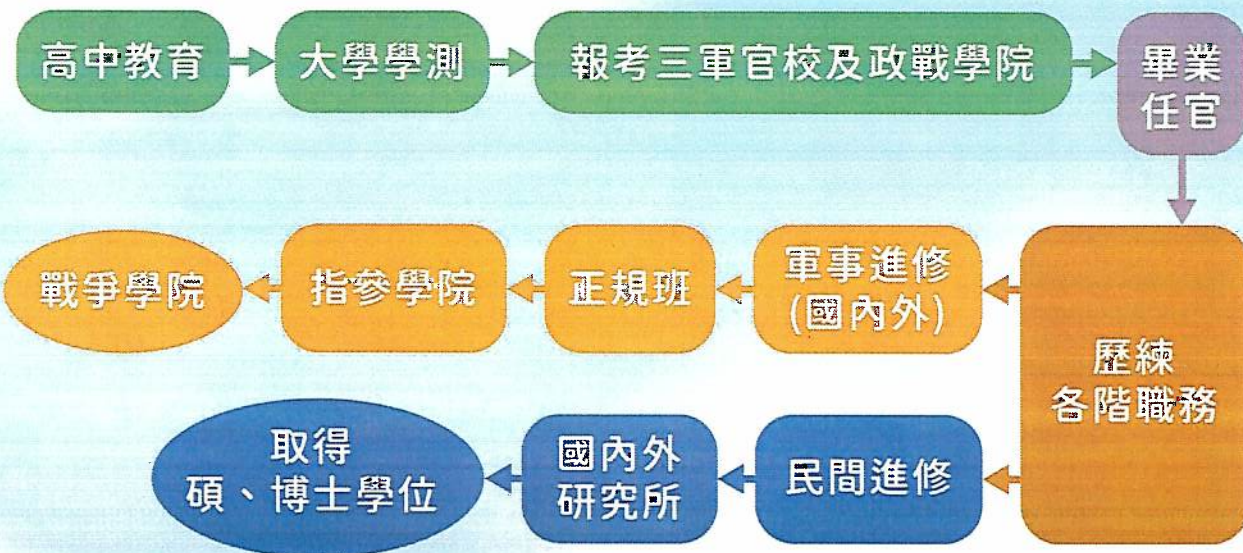 高中教育
大學學測
報考三軍官校及政戰學院
畢業
任官
歷練
各階職務
軍事進修
(國內外)
正規班
指參學院
戰爭學院
民間進修
國內外
研究所
取得
碩、博士學位